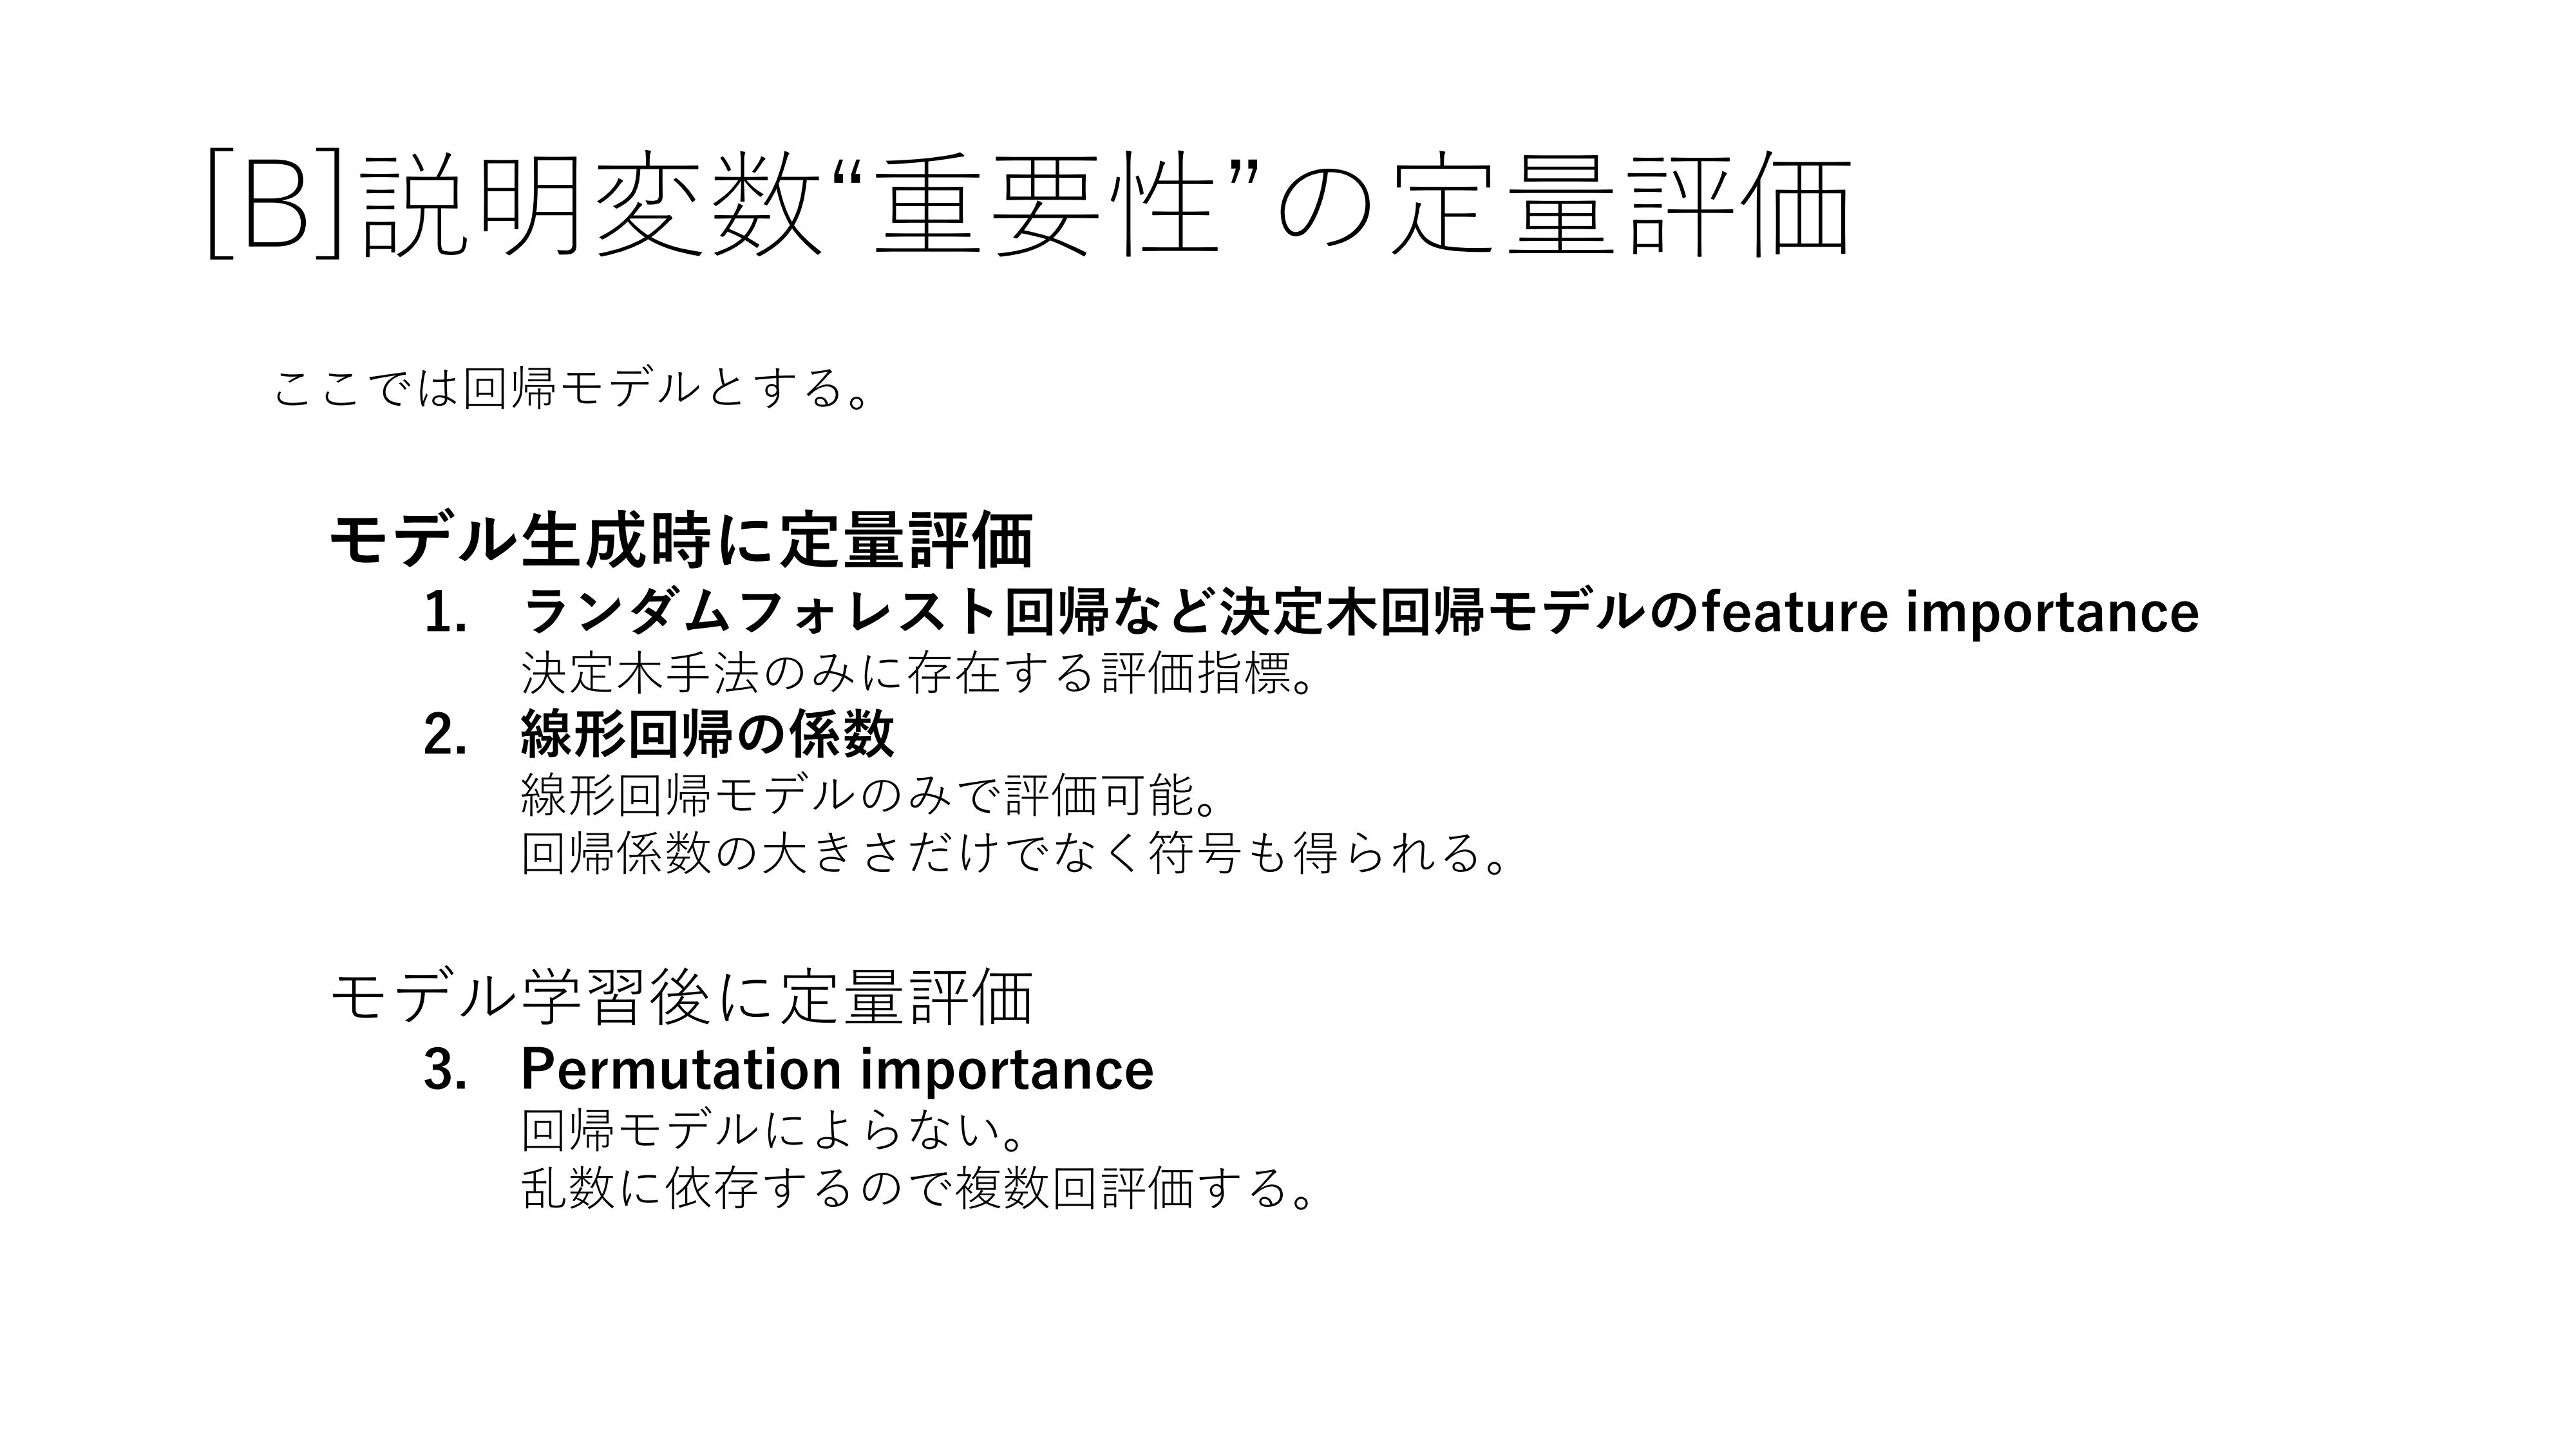 [B]説明変数“重要性”の定量評価
ここでは回帰モデルとする。
モデル生成時に定量評価
1. ランダムフォレスト回帰など決定木回帰モデルのfeature importance
決定木手法のみに存在する評価指標。
2. 線形回帰の係数
線形回帰モデルのみで評価可能。
回帰係数の大きさだけでなく符号も得られる。
モデル学習後に定量評価
3. Permutation importance
回帰モデルによらない。
乱数に依存するので複数回評価する。